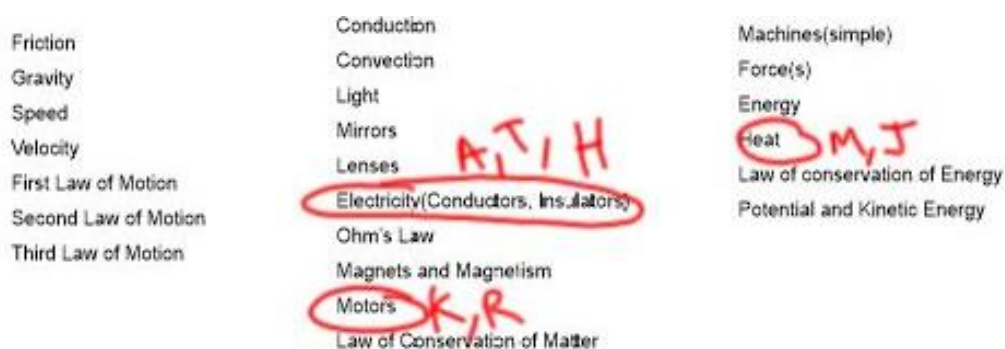 Friction
Gravity
Speed
Velocity
First Law of Motion
Second Law of Motion
Third Law of Motion
Conduction
Convection
Light
Mirrors
Lenses
A, T, H
Electricity(Conductors, Insulators)
Ohm's Law
Magnets and Magnetism
Motors K, R
Law of Conservation of Matter
Machines(simple)
Force(s)
Energy
Heat M, J
Law of conservation of Energy
Potential and Kinetic Energy